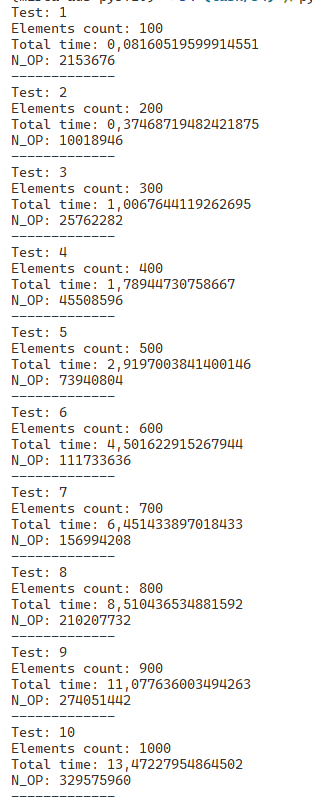 Test: 1
Elements count: 100
Total time: 0,08160519599914551
N_OP: 2153676
-------------
Test: 2
Elements count: 200
Total time: 0,37468719482421875
N_OP: 10018946
-------------
Test: 3
Elements count: 300
Total time: 1,0067644119262695
N_OP: 25762282
-------------
Test: 4
Elements count: 400
Total time: 1,78944730758667
N_OP: 45508596
-------------
Test: 5
Elements count: 500
Total time: 2,9197003841400146
N_OP: 73940804
-------------
Test: 6
Elements count: 600
Total time: 4,501622915267944
N_OP: 111733636
-------------
Test: 7
Elements count: 700
Total time: 6,451433897018433
N_OP: 156994208
-------------
Test: 8
Elements count: 800
Total time: 8,510436534881592
N_OP: 210207732
-------------
Test: 9
Elements count: 900
Total time: 11,077636003494263
N_OP: 274051442
-------------
Test: 10
Elements count: 1000
Total time: 13,47227954864502
N_OP: 329575960
-------------